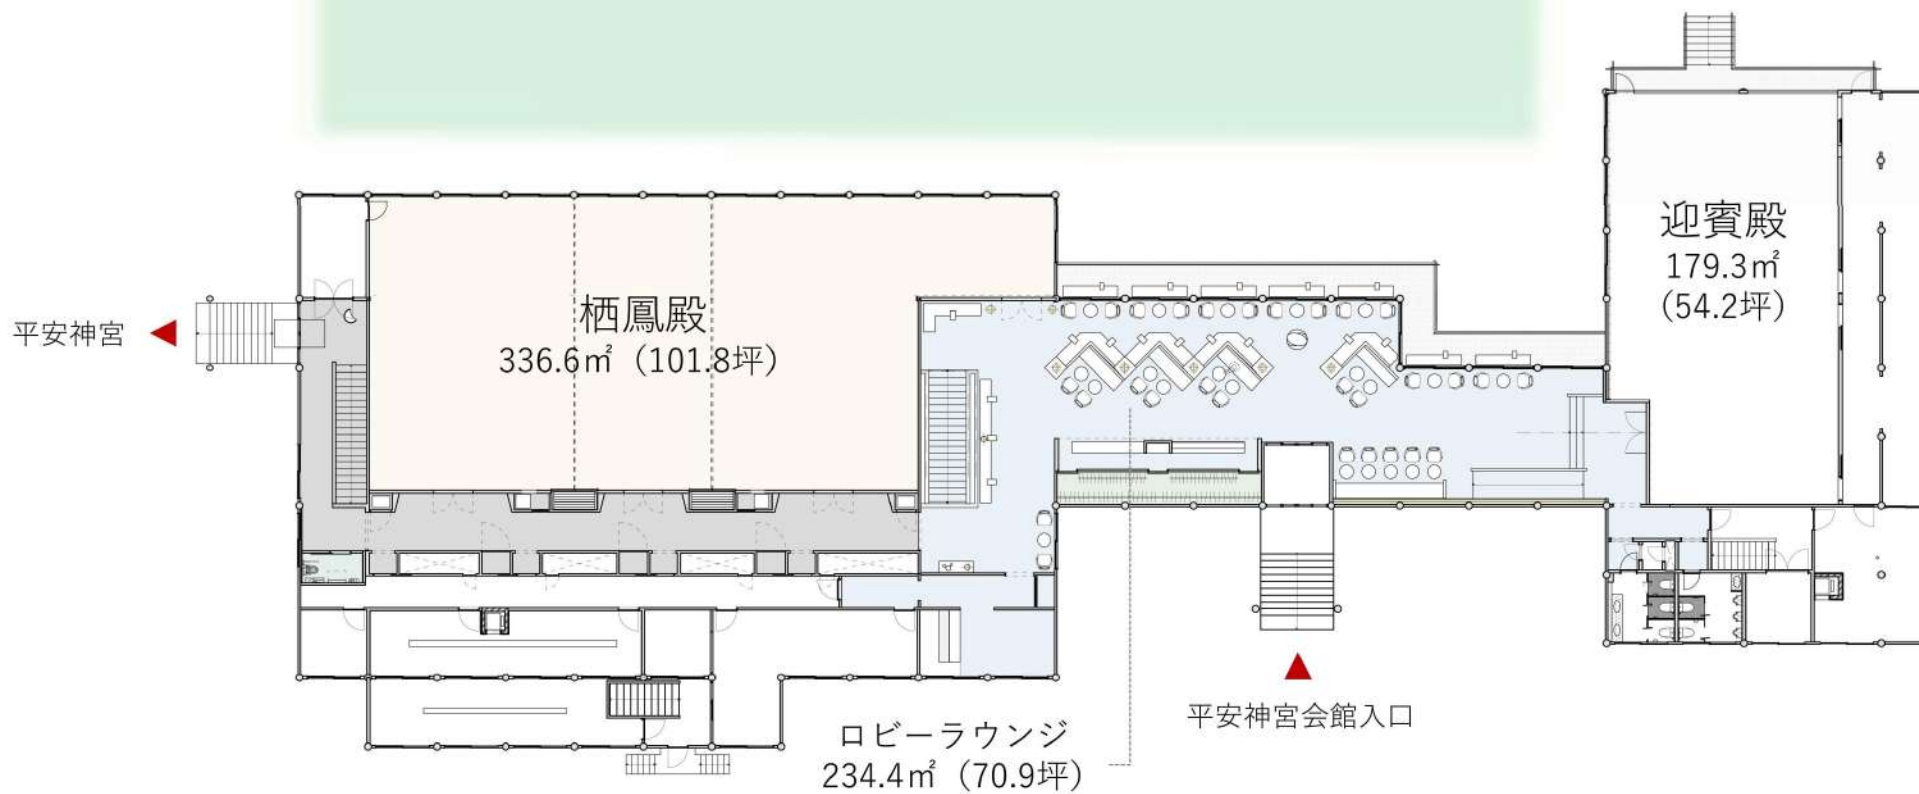 迎賓殿
179.3㎡
(54.2坪)
栖鳳殿
336.6㎡（101.8坪）
平安神宮
平安神宮会館入口
ロビーラウンジ
234.4㎡（70.9坪）